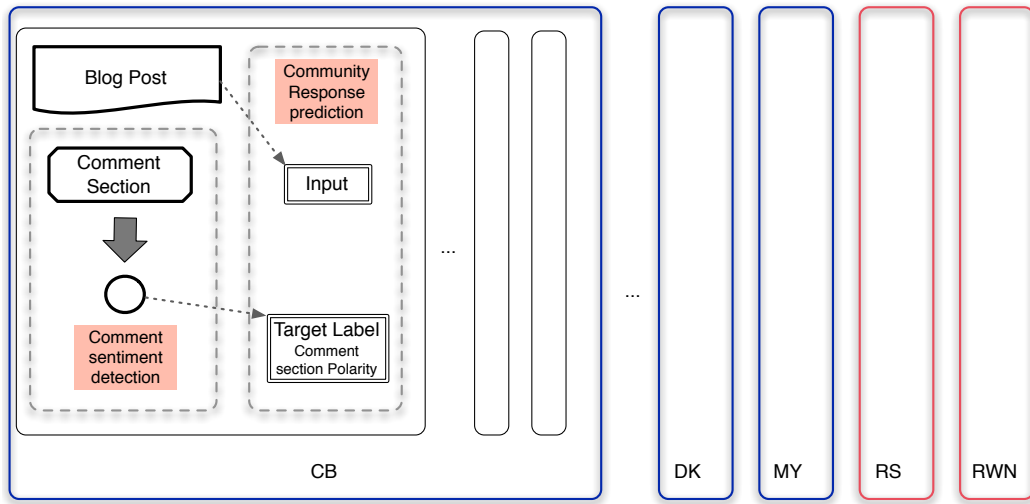 Blog Post
Community
Response
prediction
Comment
Section
Input
...
...
Target Label
Comment
section Polarity
Comment
sentiment
detection
CB
DK
MY
RS
RWN